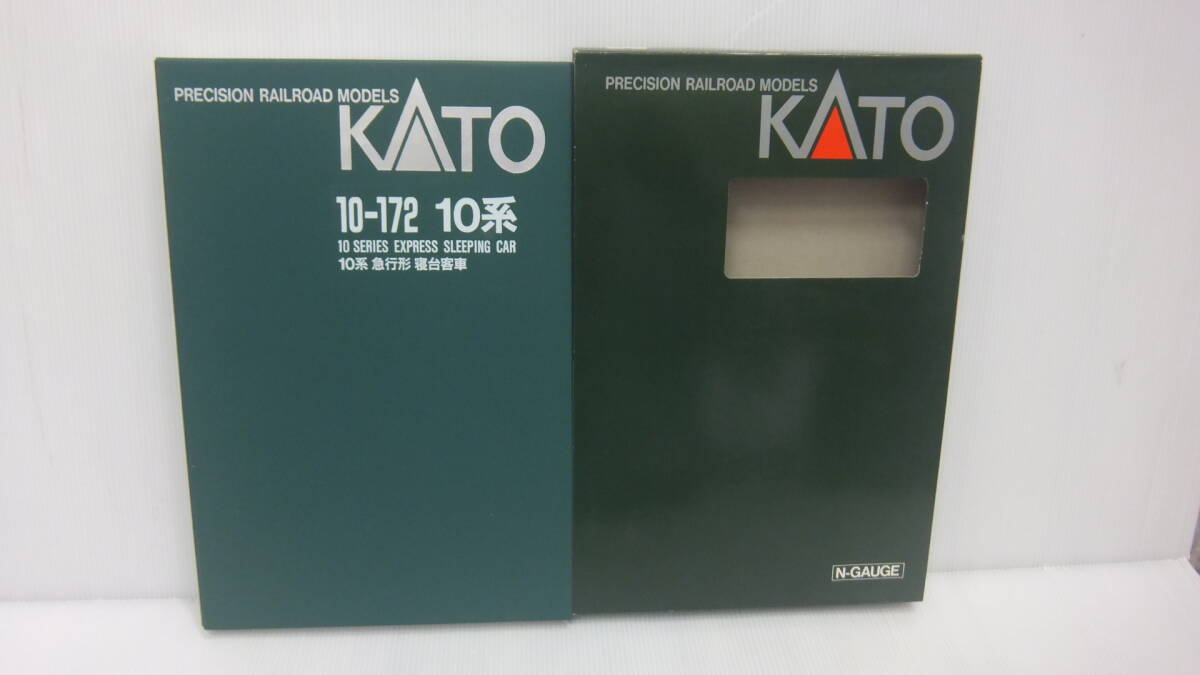 PRECISION RAILROAD MODELS
KATO
10-172 10系
10 SERIES EXPRESS SLEEPING CAR
10系 急行形 寝台客車
PRECISION RAILROAD MODELS
KATO
N-GAUGE